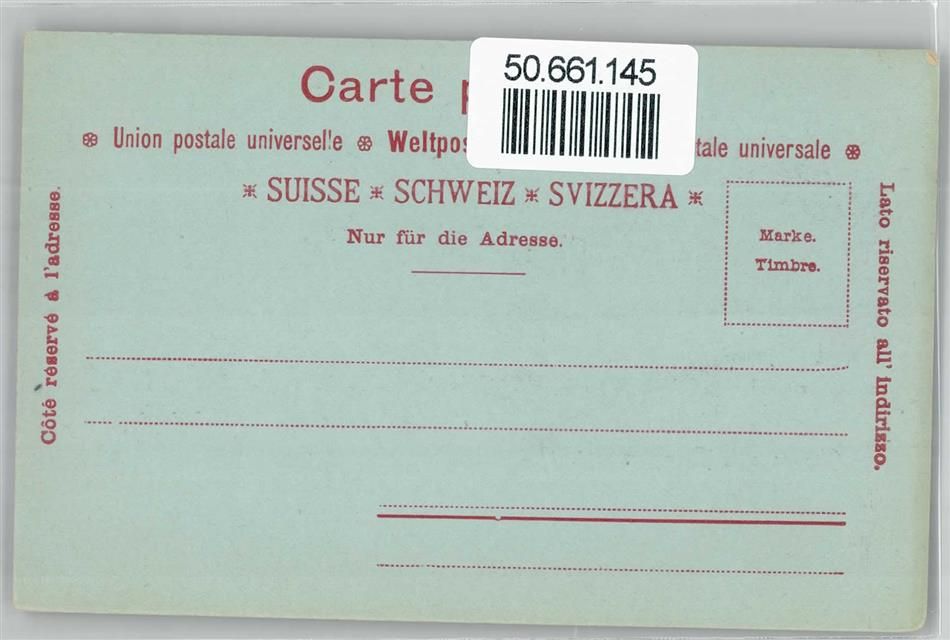 50.661.145
Carte p
❁ Union postale universelle ❁ Weltpos tale universale ❁
⁎ SUISSE ⁎ SCHWEIZ ⁎ SVIZZERA ⁎
Nur für die Adresse.
Marke.
Timbre.
Côté réservé à l'adresse.
Lato riservato all' indirizzo.